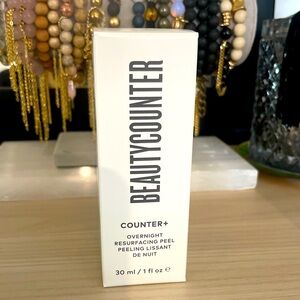 BEAUTYCOUNTER
COUNTER+
OVERNIGHT
RESURFACING PEEL
PEELING LISSANT
DE NUIT
30 ml / 1 fl oz ℮